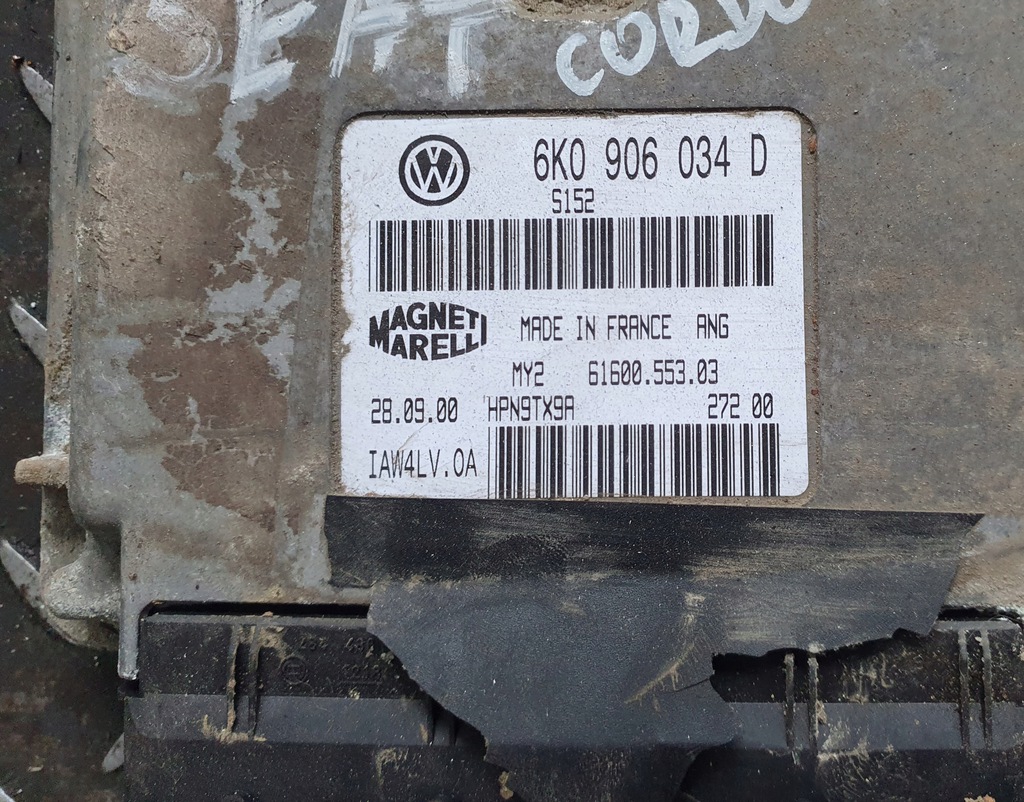 SEAT CORDO
6K0 906 034 D
S152
MAGNETI
MARELLI
MADE IN FRANCE ANG
MY2 61600.553.03
28.09.00 HPN9TX9A 272 00
IAW4LV.0A